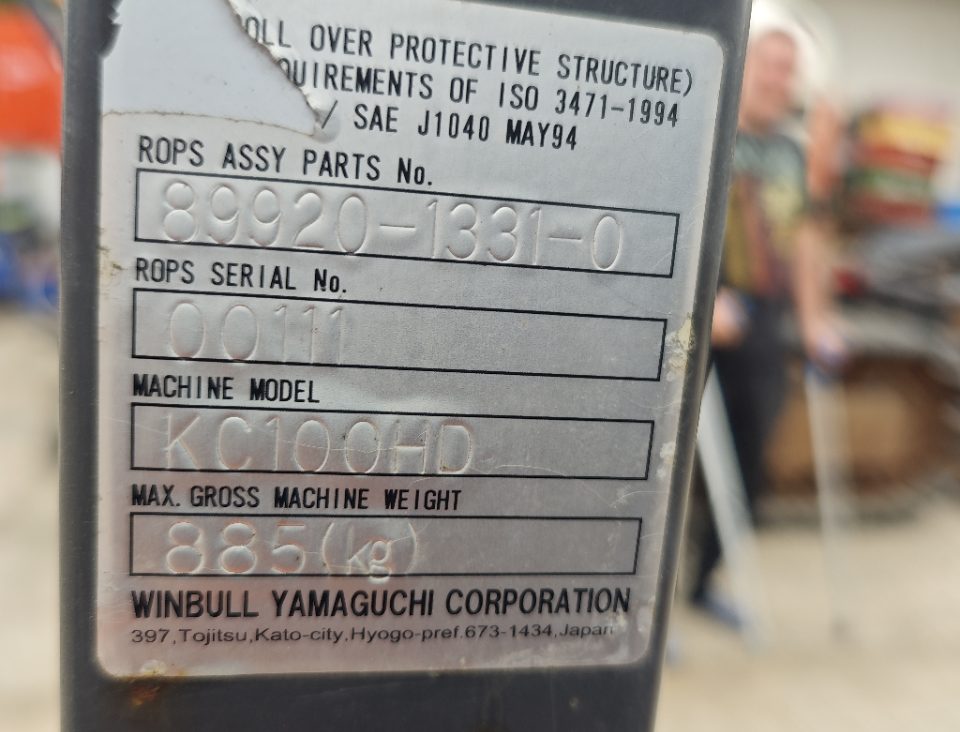 OLL OVER PROTECTIVE STRUCTURE)
QUIREMENTS OF ISO 3471-1994
/ SAE J1040 MAY94
ROPS ASSY PARTS No.
89920-1331-0
ROPS SERIAL No.
00111
MACHINE MODEL
KC100HD
MAX. GROSS MACHINE WEIGHT
885(kg)
WINBULL YAMAGUCHI CORPORATION
397,Tojitsu,Kato-city,Hyogo-pref.673-1434,Japan